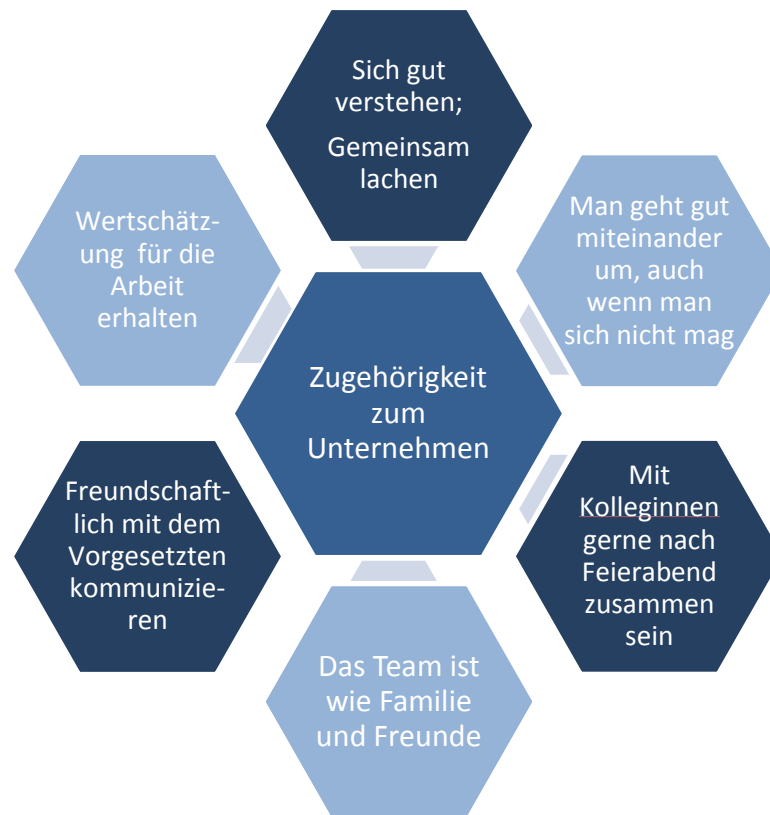 Sich gut
verstehen;
Gemeinsam
lachen
Wertschätz-
ung für die
Arbeit
erhalten
Man geht gut
miteinander
um, auch
wenn man
sich nicht mag
Zugehörigkeit
zum
Unternehmen
Freundschaft-
lich mit dem
Vorgesetzten
kommunizie-
ren
Mit
Kolleginnen
gerne nach
Feierabend
zusammen
sein
Das Team ist
wie Familie
und Freunde